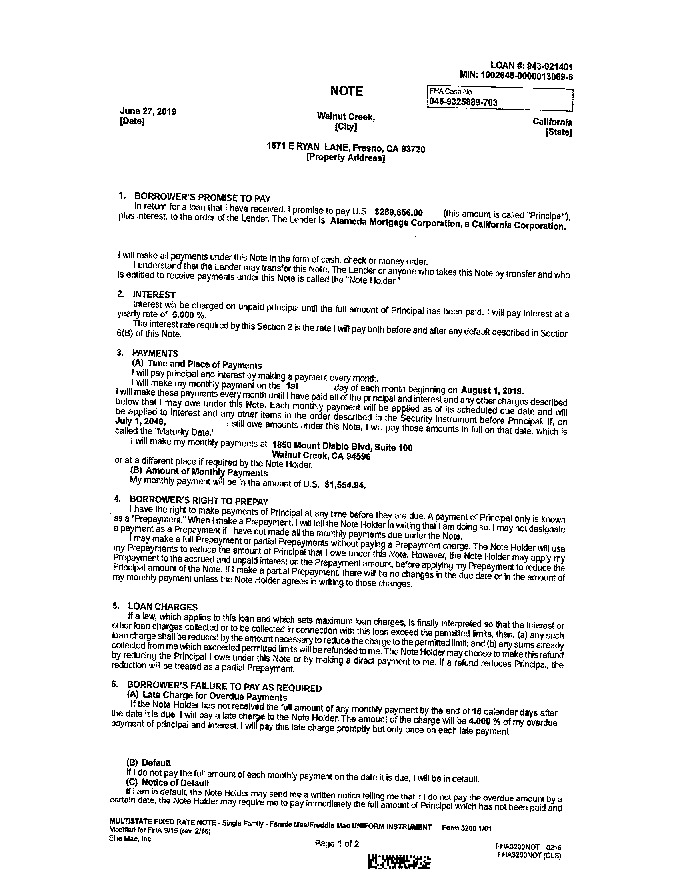 LOAN #: 943-021401
MIN: 1002648-0000013069-6
NOTE
FHA Case No.
045-9325889-703
June 27, 2019
[Date]
Walnut Creek,
[City]
California
[State]
1571 E RYAN LANE, Fresno, CA 93720
[Property Address]
1. BORROWER'S PROMISE TO PAY
In return for a loan that I have received, I promise to pay U.S. $289,656.00 (this amount is called "Principal"),
plus interest, to the order of the Lender. The Lender is Alameda Mortgage Corporation, a California Corporation.
I will make all payments under this Note in the form of cash, check or money order.
I understand that the Lender may transfer this Note. The Lender or anyone who takes this Note by transfer and who
is entitled to receive payments under this Note is called the "Note Holder."
2. INTEREST
Interest will be charged on unpaid principal until the full amount of Principal has been paid. I will pay interest at a
yearly rate of 5.000 %.
The interest rate required by this Section 2 is the rate I will pay both before and after any default described in Section
6(B) of this Note.
3. PAYMENTS
(A) Time and Place of Payments
I will pay principal and interest by making a payment every month.
I will make my monthly payment on the 1st day of each month beginning on August 1, 2019.
I will make these payments every month until I have paid all of the principal and interest and any other charges described
below that I may owe under this Note. Each monthly payment will be applied as of its scheduled due date and will
be applied to interest and any other items in the order described in the Security Instrument before Principal. If, on
July 1, 2049, I still owe amounts under this Note, I will pay those amounts in full on that date, which is
called the "Maturity Date."
I will make my monthly payments at 1850 Mount Diablo Blvd, Suite 100
Walnut Creek, CA 94596
or at a different place if required by the Note Holder.
(B) Amount of Monthly Payments
My monthly payment will be in the amount of U.S. $1,554.94.
4. BORROWER'S RIGHT TO PREPAY
I have the right to make payments of Principal at any time before they are due. A payment of Principal only is known
as a "Prepayment." When I make a Prepayment, I will tell the Note Holder in writing that I am doing so. I may not designate
a payment as a Prepayment if I have not made all the monthly payments due under the Note.
I may make a full Prepayment or partial Prepayments without paying a Prepayment charge. The Note Holder will use
my Prepayments to reduce the amount of Principal that I owe under this Note. However, the Note Holder may apply my
Prepayment to the accrued and unpaid interest on the Prepayment amount, before applying my Prepayment to reduce the
Principal amount of the Note. If I make a partial Prepayment, there will be no changes in the due date or in the amount of
my monthly payment unless the Note Holder agrees in writing to those changes.
5. LOAN CHARGES
If a law, which applies to this loan and which sets maximum loan charges, is finally interpreted so that the interest or
other loan charges collected or to be collected in connection with this loan exceed the permitted limits, then: (a) any such
loan charge shall be reduced by the amount necessary to reduce the charge to the permitted limit; and (b) any sums already
collected from me which exceeded permitted limits will be refunded to me. The Note Holder may choose to make this refund
by reducing the Principal I owe under this Note or by making a direct payment to me. If a refund reduces Principal, the
reduction will be treated as a partial Prepayment.
6. BORROWER'S FAILURE TO PAY AS REQUIRED
(A) Late Charge for Overdue Payments
If the Note Holder has not received the full amount of any monthly payment by the end of 16 calendar days after
the date it is due, I will pay a late charge to the Note Holder. The amount of the charge will be 4.000 % of my overdue
payment of principal and interest. I will pay this late charge promptly but only once on each late payment.
(B) Default
If I do not pay the full amount of each monthly payment on the date it is due, I will be in default.
(C) Notice of Default
If I am in default, the Note Holder may send me a written notice telling me that if I do not pay the overdue amount by a
certain date, the Note Holder may require me to pay immediately the full amount of Principal which has not been paid and
MULTISTATE FIXED RATE NOTE - Single Family - Fannie Mae/Freddie Mac UNIFORM INSTRUMENT Form 3200 1/01
Modified for FHA 9/15 (rev. 2/16)
Ellie Mae, Inc.
Page 1 of 2
FHA3200NOT 0216
FHA3200NOT (CLS)